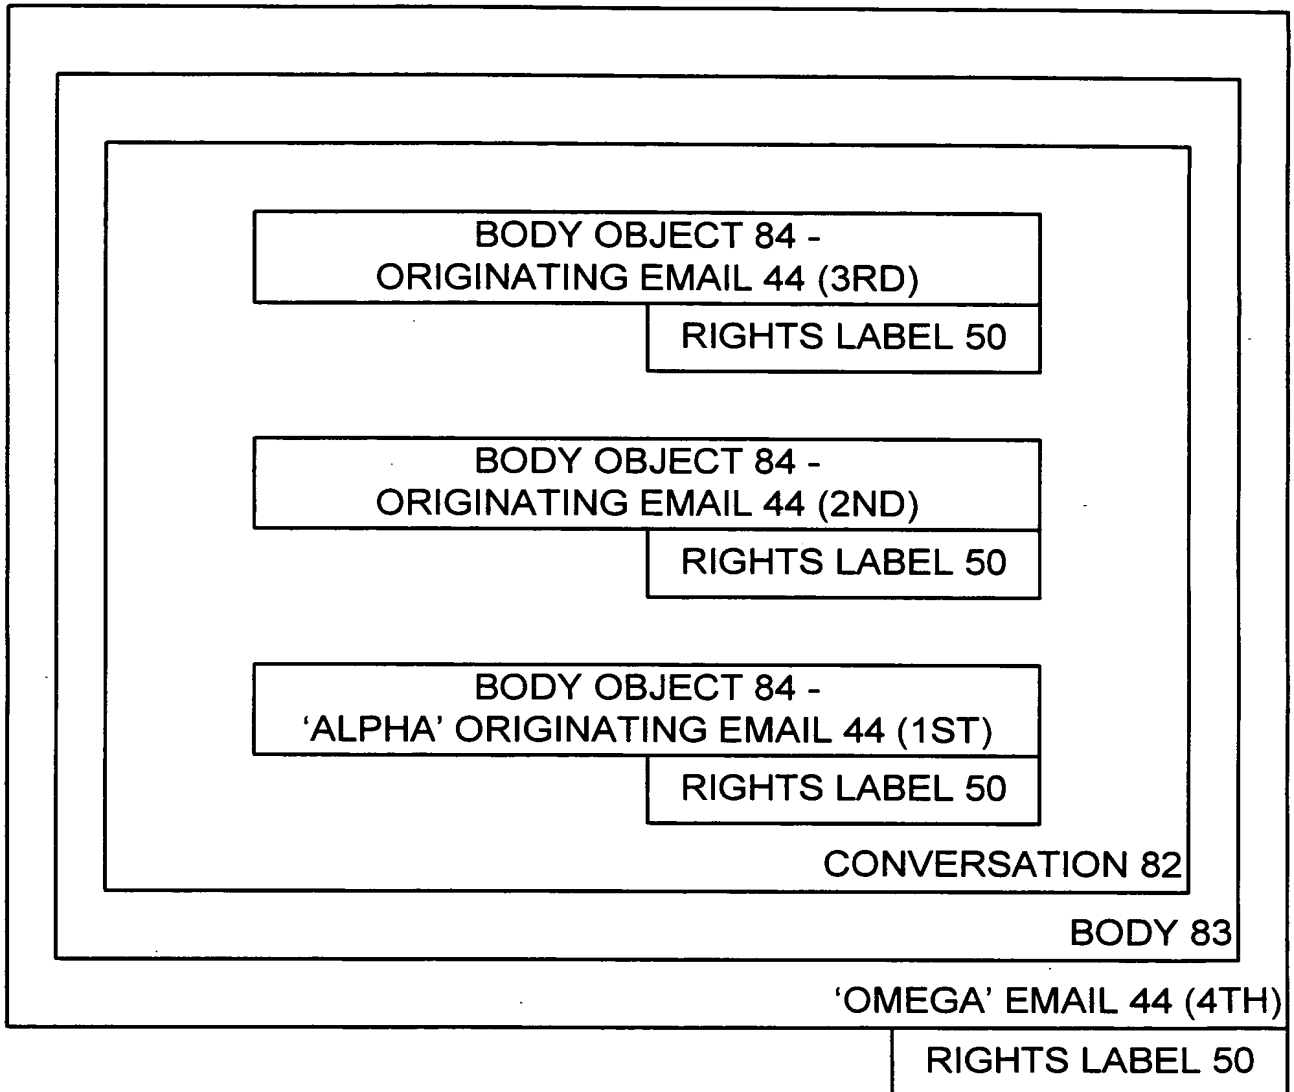 BODY OBJECT 84 -
ORIGINATING EMAIL 44 (3RD)
RIGHTS LABEL 50
BODY OBJECT 84 -
ORIGINATING EMAIL 44 (2ND)
RIGHTS LABEL 50
BODY OBJECT 84 -
‘ALPHA’ ORIGINATING EMAIL 44 (1ST)
RIGHTS LABEL 50
CONVERSATION 82
BODY 83
‘OMEGA’ EMAIL 44 (4TH)
RIGHTS LABEL 50